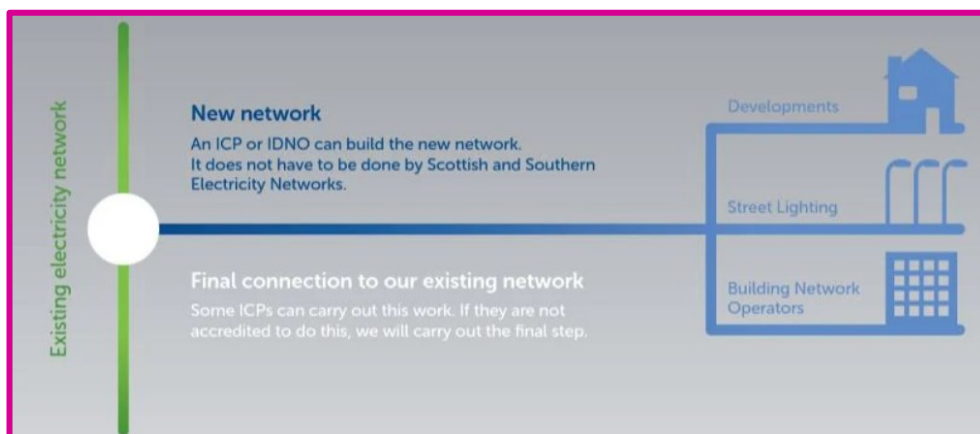 Existing electricity network
New network
An ICP or IDNO can build the new network.
It does not have to be done by Scottish and Southern
Electricity Networks.
Final connection to our existing network
Some ICPs can carry out this work. If they are not
accredited to do this, we will carry out the final step.
Developments
Street Lighting
Building Network
Operators